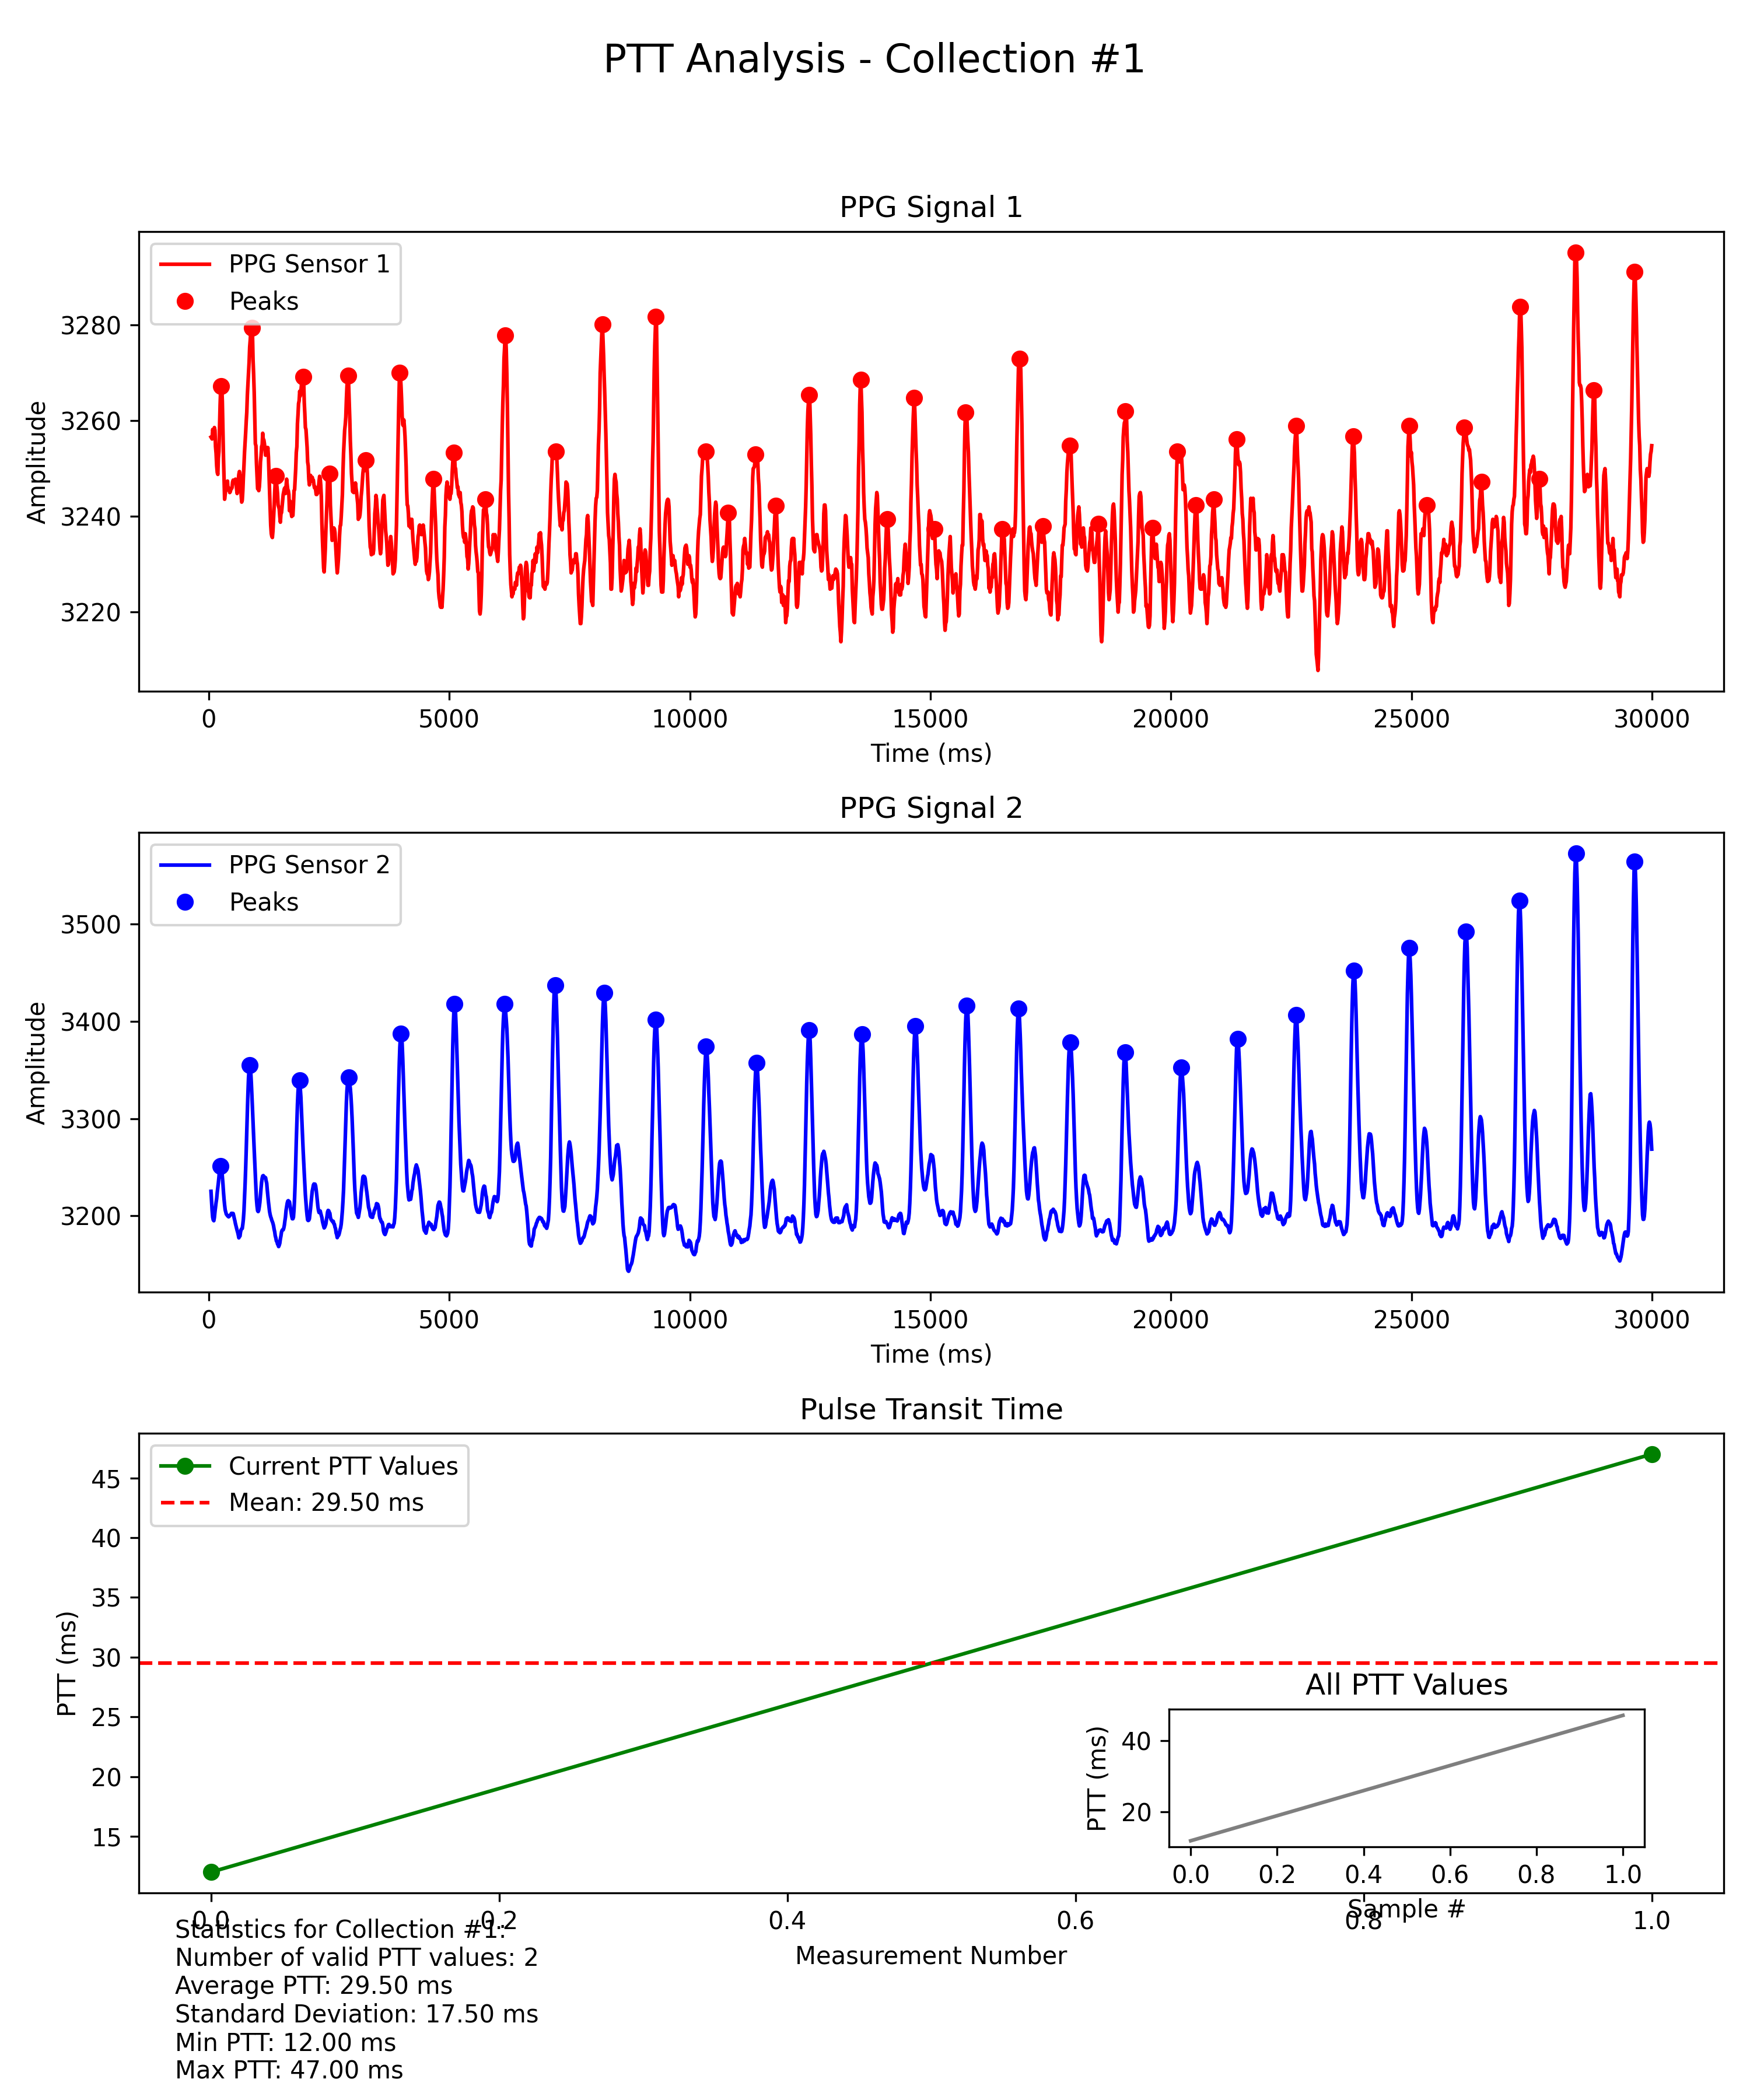 PTT Analysis - Collection #1
PPG Signal 1
PPG Sensor 1
Peaks
Amplitude
3280
3260
3240
3220
0 5000 10000 15000 20000 25000 30000
Time (ms)
PPG Signal 2
PPG Sensor 2
Peaks
Amplitude
3500
3400
3300
3200
0 5000 10000 15000 20000 25000 30000
Time (ms)
Pulse Transit Time
Current PTT Values
Mean: 29.50 ms
PTT (ms)
45
40
35
30
25
20
15
All PTT Values
PTT (ms)
40
20
0.0 0.2 0.4 0.6 0.8 1.0
Sample #
0.0 0.2 0.4 0.6 0.8 1.0
Measurement Number
Statistics for Collection #1:
Number of valid PTT values: 2
Average PTT: 29.50 ms
Standard Deviation: 17.50 ms
Min PTT: 12.00 ms
Max PTT: 47.00 ms